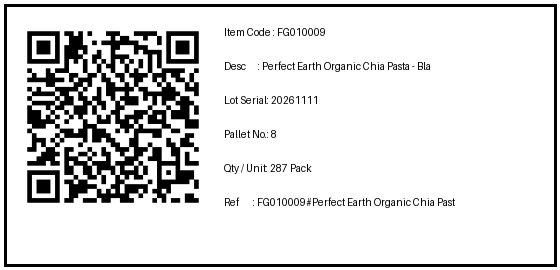 Item Code : FG010009
Desc : Perfect Earth Organic Chia Pasta - Bla
Lot Serial: 20261111
Pallet No.: 8
Qty / Unit: 287 Pack
Ref : FG010009#Perfect Earth Organic Chia Past